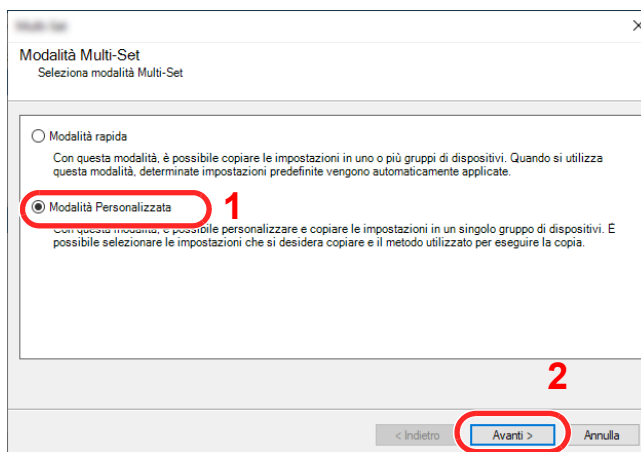 Modalità Multi-Set
Seleziona modalità Multi-Set
Modalità rapida
Con questa modalità, è possibile copiare le impostazioni in uno o più gruppi di dispositivi. Quando si utilizza
questa modalità, determinate impostazioni predefinite vengono automaticamente applicate.
Modalità Personalizzata
1
Con questa modalità, è possibile personalizzare e copiare le impostazioni in un singolo gruppo di dispositivi. È
possibile selezionare le impostazioni che si desidera copiare e il metodo utilizzato per eseguire la copia.
2
< Indietro
Avanti >
Annulla